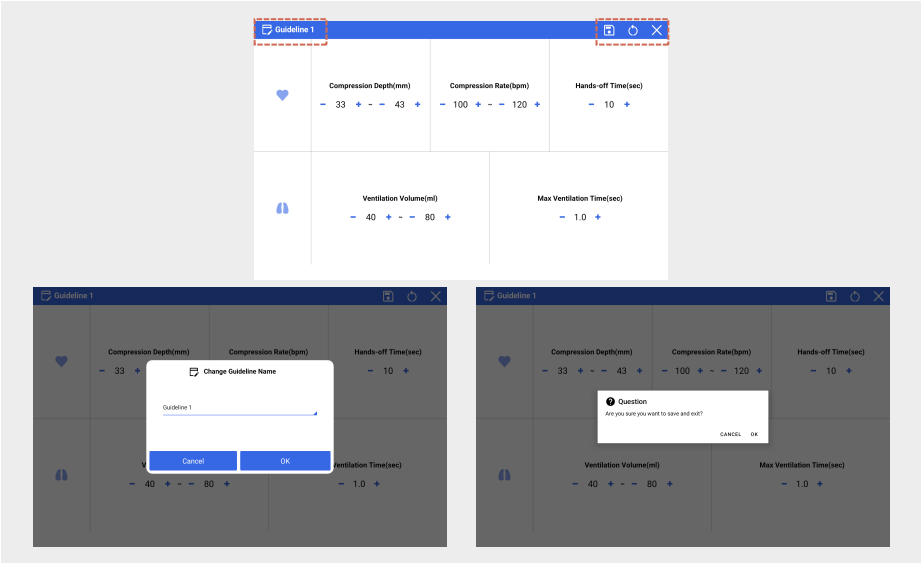 Guideline 1
Compression Depth(mm) Compression Rate(bpm) Hands-off Time(sec)
- 33 + ~ - 43 + - 100 + ~ - 120 + - 10 +
Ventilation Volume(ml) Max Ventilation Time(sec)
- 40 + - - 80 + - 1.0 +
Guideline 1
Compression Depth(mm) Compression Rate(bpm) Hands-off Time(sec)
- 33 + - 10 +
Change Guideline Name
Guideline 1
Cancel OK
V entilation Time(sec)
- 40 + - - 80 + - 1.0 +
Guideline 1
Compression Depth(mm) Compression Rate(bpm) Hands-off Time(sec)
- 33 + ~ - 43 + - 100 + ~ - 120 + - 10 +
Question
Are you sure you want to save and exit?
CANCEL OK
Ventilation Volume(ml) Max Ventilation Time(sec)
- 40 + - - 80 + - 1.0 +